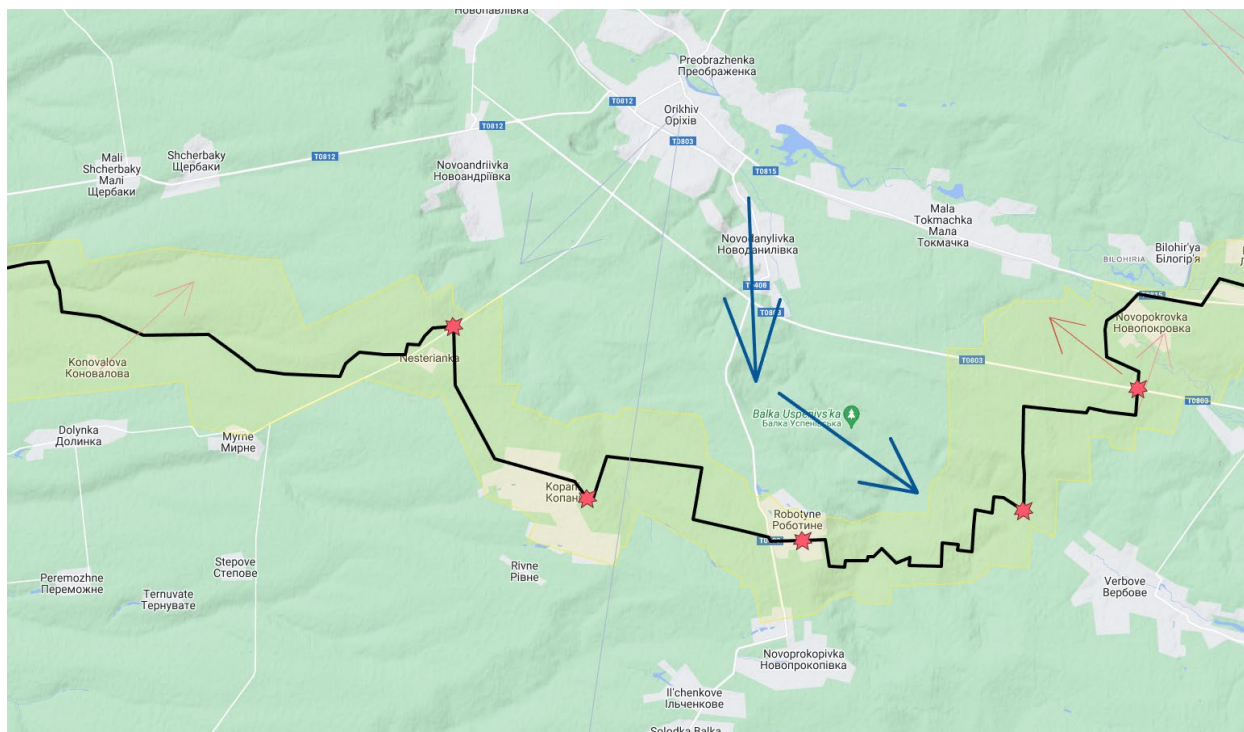 Новопавлівка
Preobrazhenka
Преображенка
T0812
Orikhiv
Оріхів
T0812
T0803
Shcherbaky
Щербаки
Mali
Shcherbaky
Малі
Щербаки
T0812
Novoandriivka
Новоандріївка
T0815
Mala
Tokmachka
Мала
Токмачка
Novodanylivka
Новоданилівка
Bilohir'ya
Білогір'я
BILOHIRIA
T0408
T0803
T0815
Novopokrovka
Новопокровка
Konovalova
Коновалова
Nesterianka
T0803
T0803
Balka Uspenivs'ka
Балка Успенівська
Dolynka
Долинка
Myrne
Мирне
Kopani
Копані
Robotyne
Роботине
Rivne
Рівне
Stepove
Степове
Peremozhne
Переможне
Ternuvate
Тернувате
Verbove
Вербове
Novoprokopivka
Новопрокопівка
Il'chenkove
Ільченкове
Solodka Balka